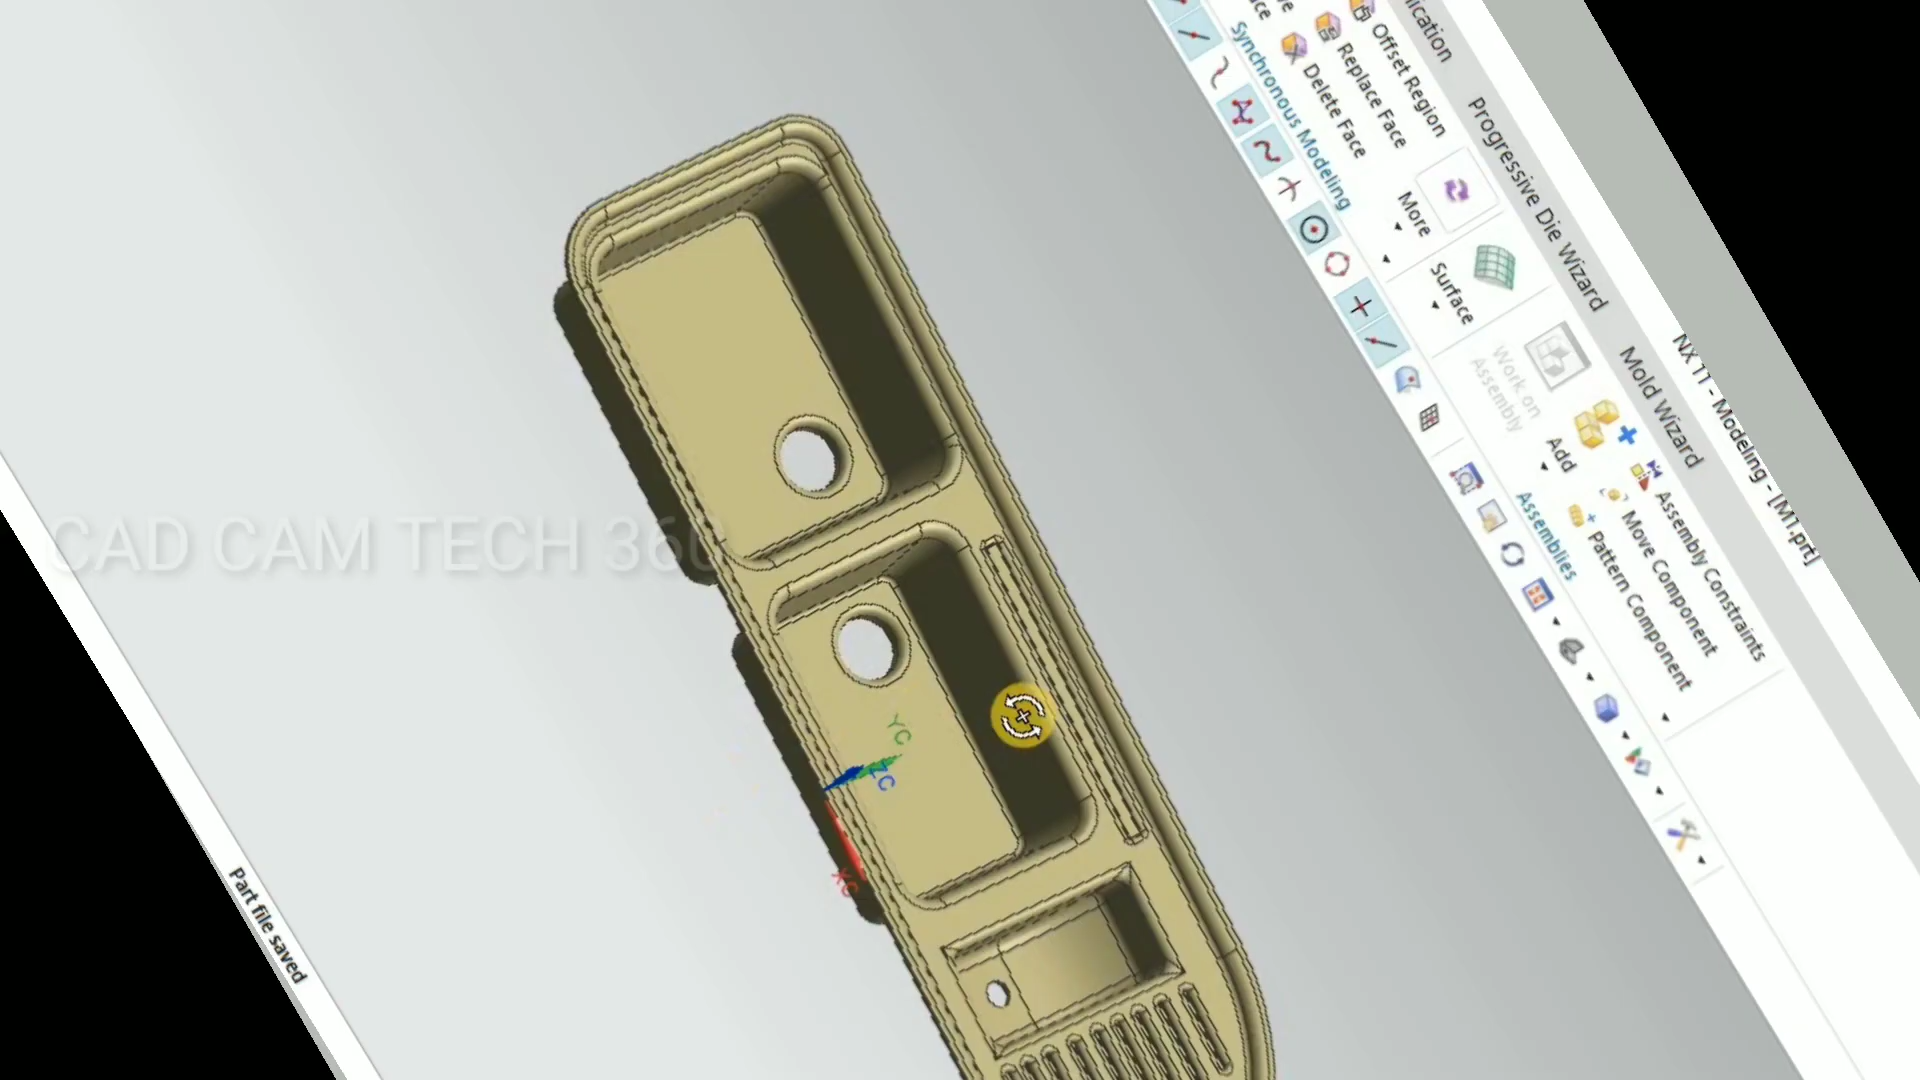 NX 11 - Modeling - [M1.prt]
Progressive Die Wizard
Mold Wizard
Offset Region
Replace Face
Delete Face
More
Surface
Work on
Assembly
Add
Assembly Constraints
Move Component
Pattern Component
Synchronous Modeling
Assemblies
CAD CAM TECH 360
YC
ZC
XC
Part file saved